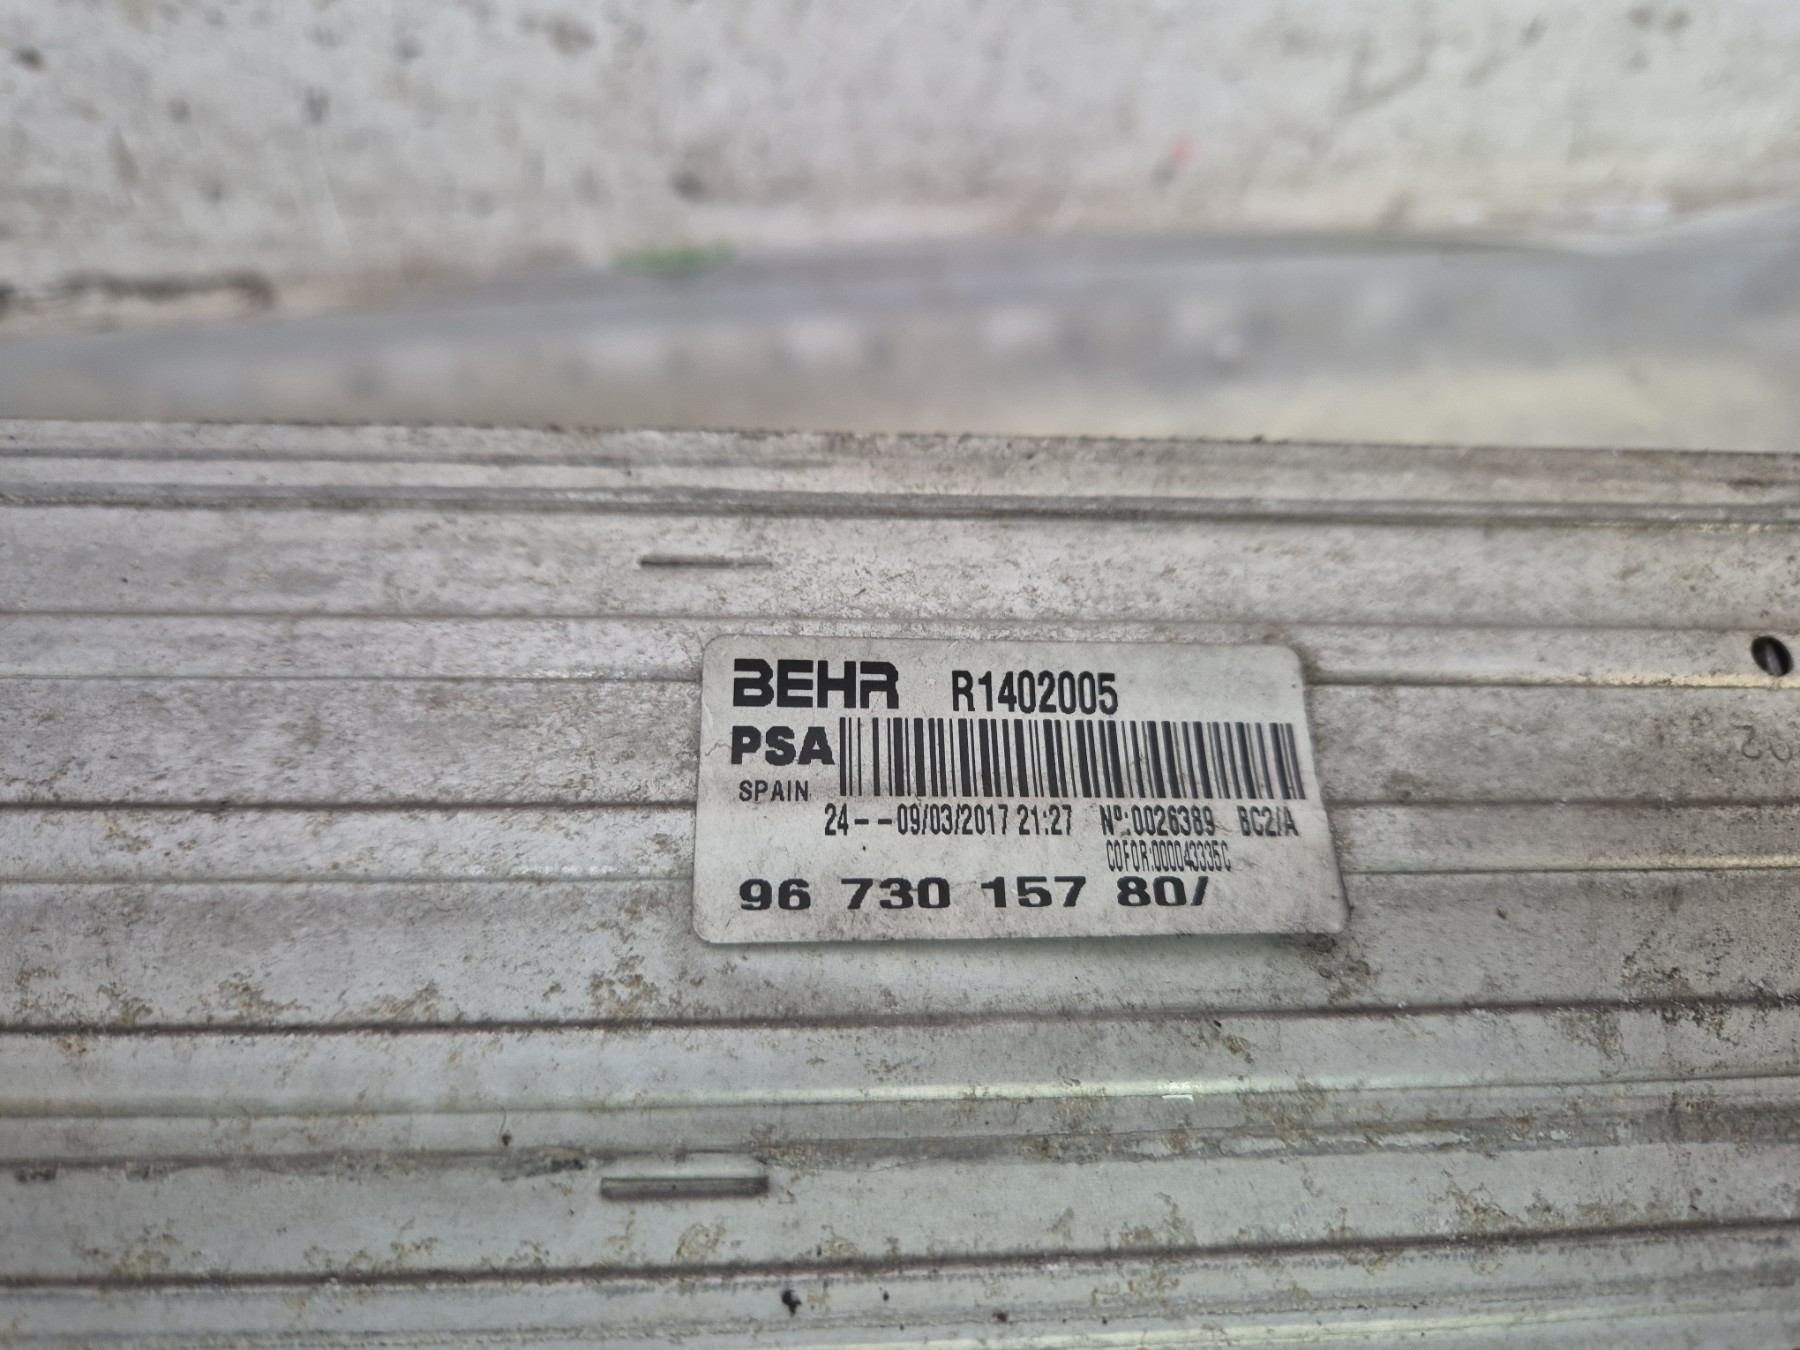 BEHR R1402005
PSA
SPAIN
24--09/03/2017 21:27 Nº:0026389 BC2/A
COFOR:000043335C
96 730 157 80/